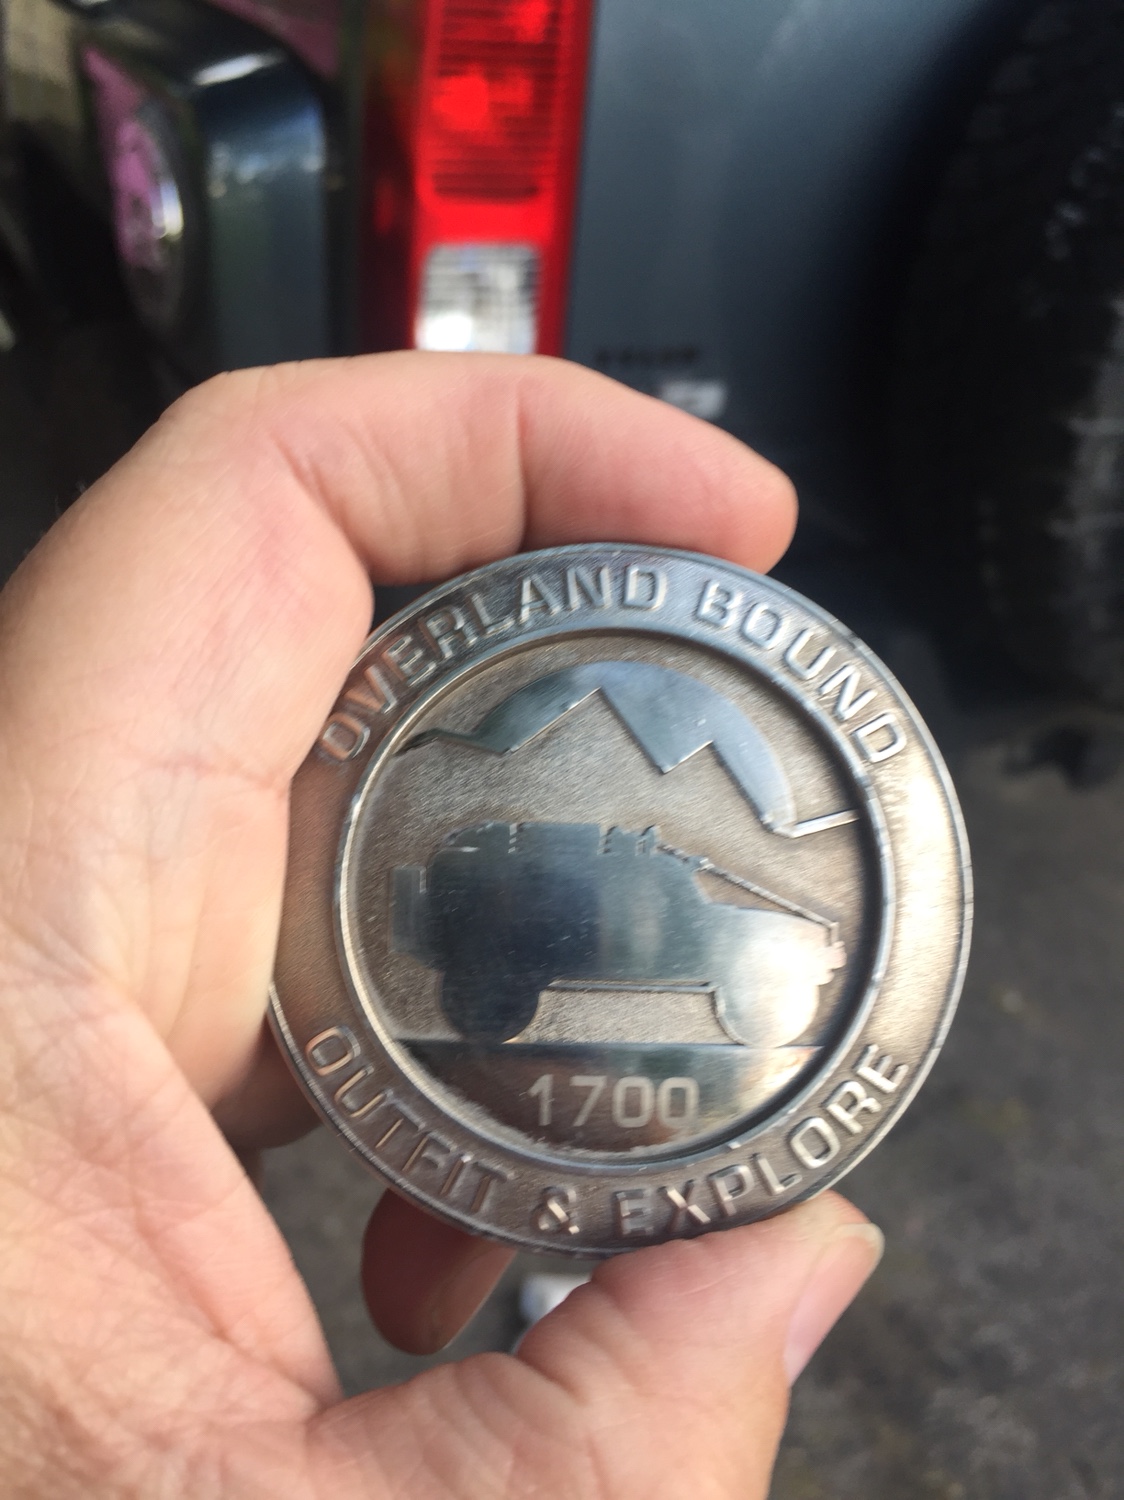 OVERLAND BOUND
1700
OUTFIT & EXPLORE